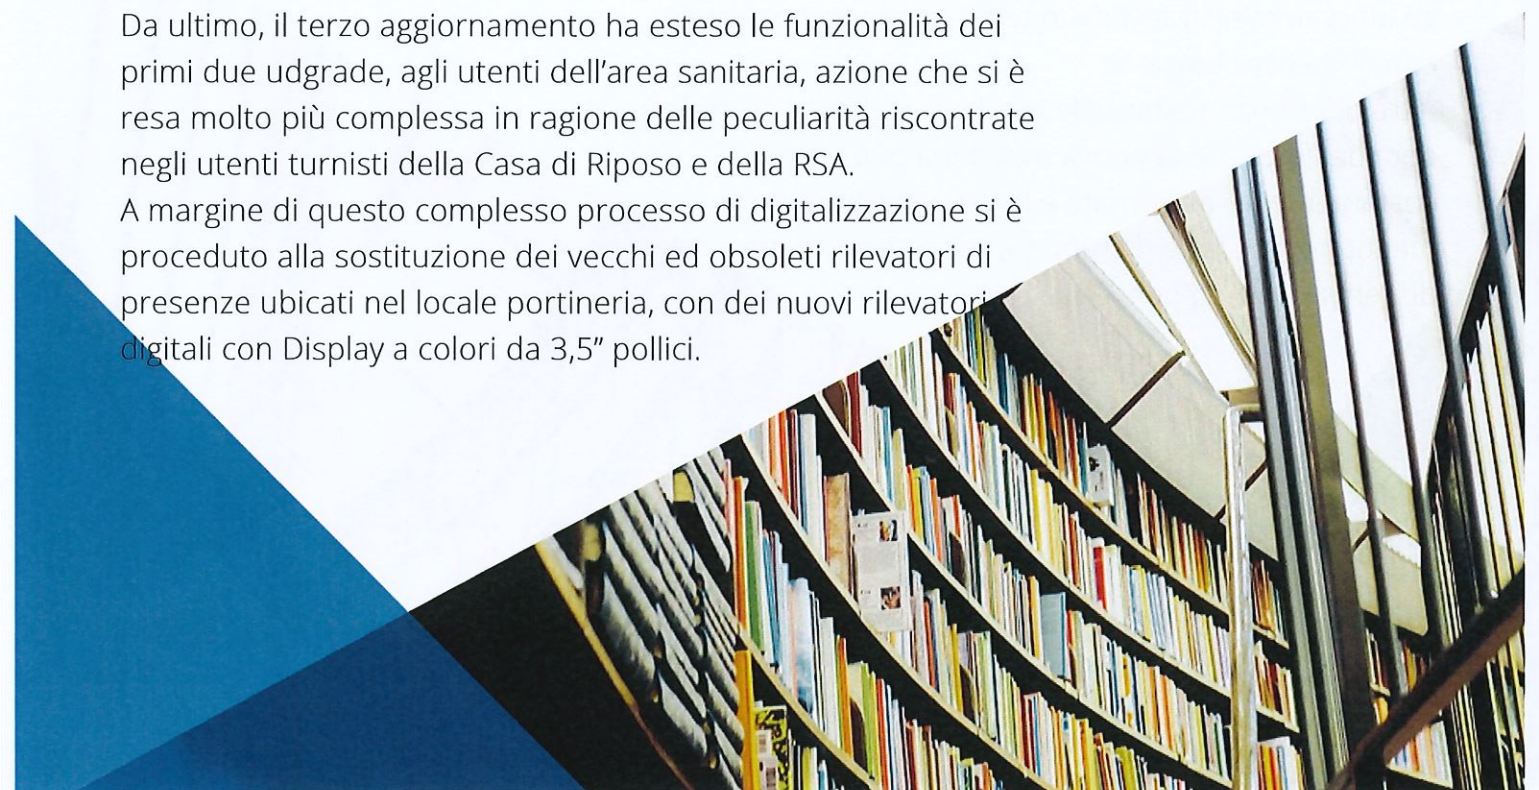 Da ultimo, il terzo aggiornamento ha esteso le funzionalità dei
primi due udgrade, agli utenti dell'area sanitaria, azione che si è
resa molto più complessa in ragione delle peculiarità riscontrate
negli utenti turnisti della Casa di Riposo e della RSA.
A margine di questo complesso processo di digitalizzazione si è
proceduto alla sostituzione dei vecchi ed obsoleti rilevatori di
presenze ubicati nel locale portineria, con dei nuovi rilevatori
digitali con Display a colori da 3,5” pollici.